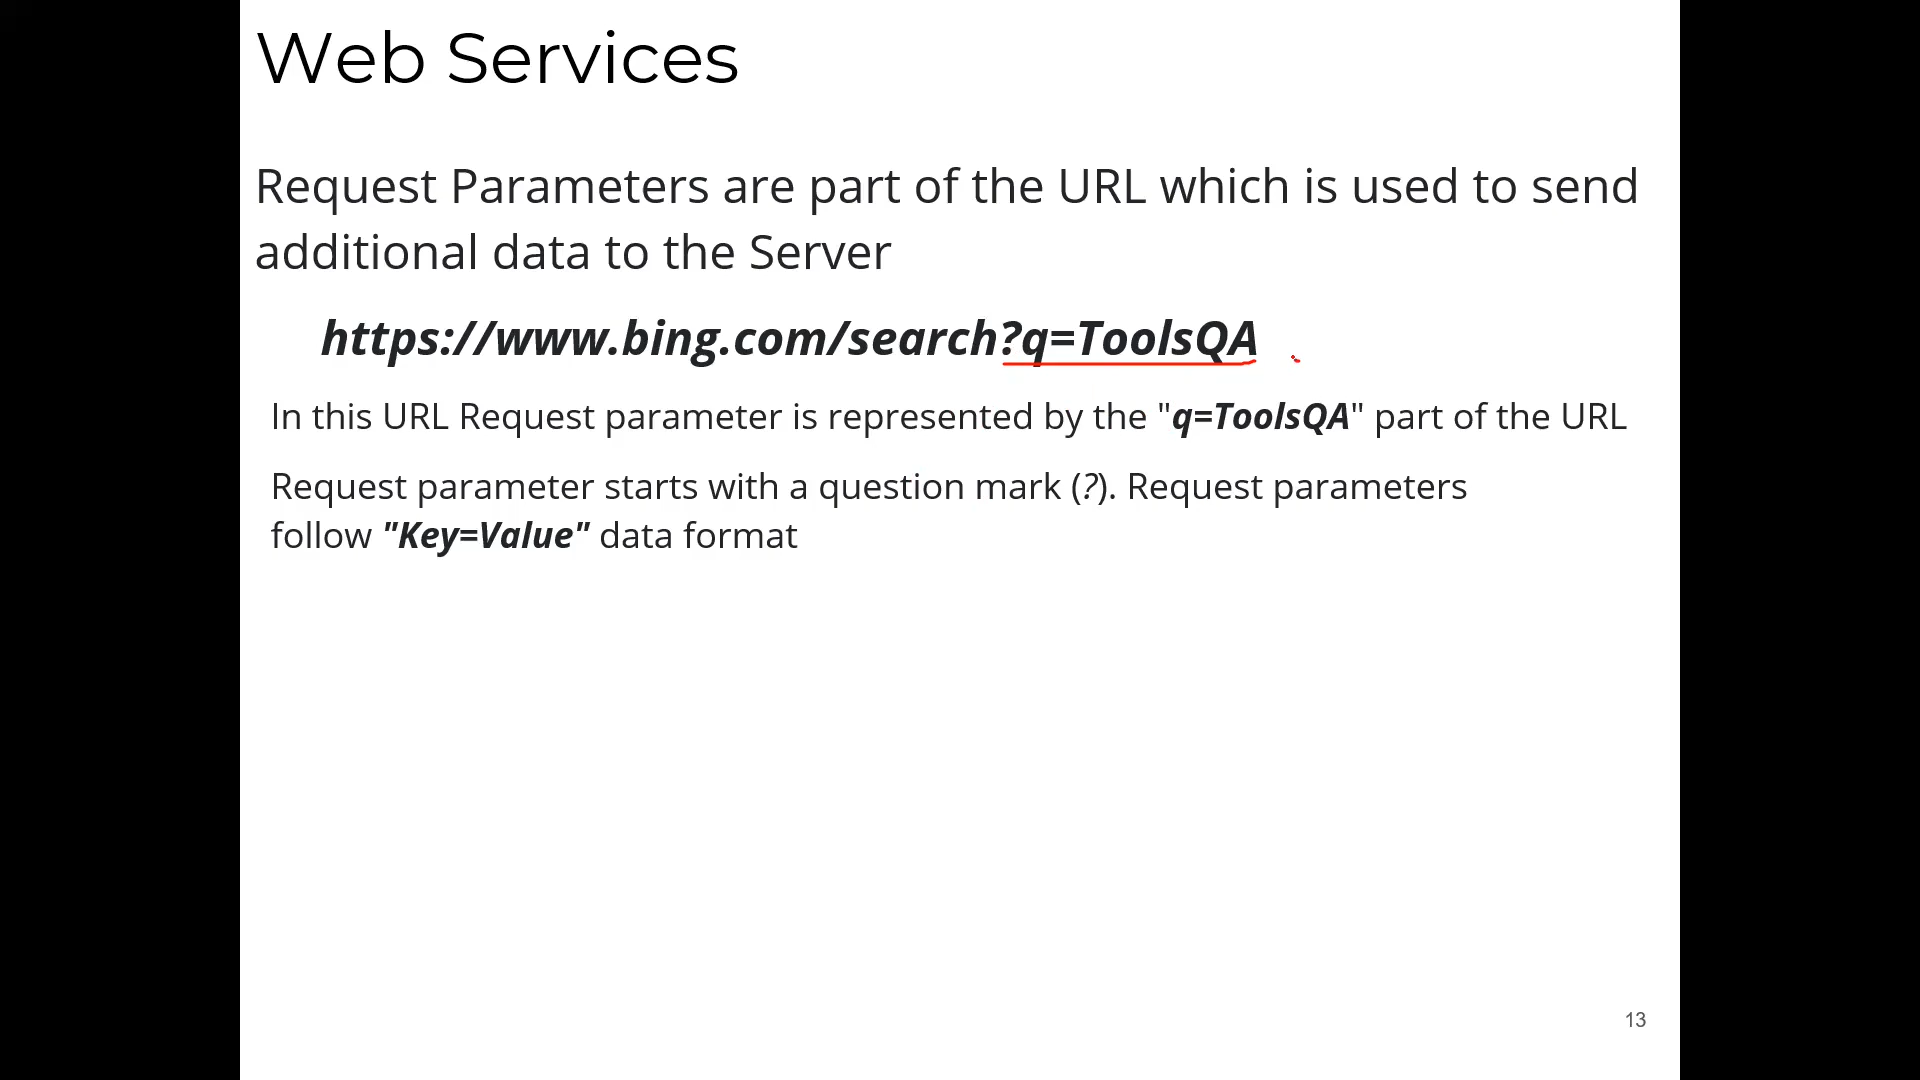 Web Services
Request Parameters are part of the URL which is used to send
additional data to the Server
https://www.bing.com/search?q=ToolsQA
In this URL Request parameter is represented by the "q=ToolsQA" part of the URL
Request parameter starts with a question mark (?). Request parameters
follow "Key=Value" data format
13